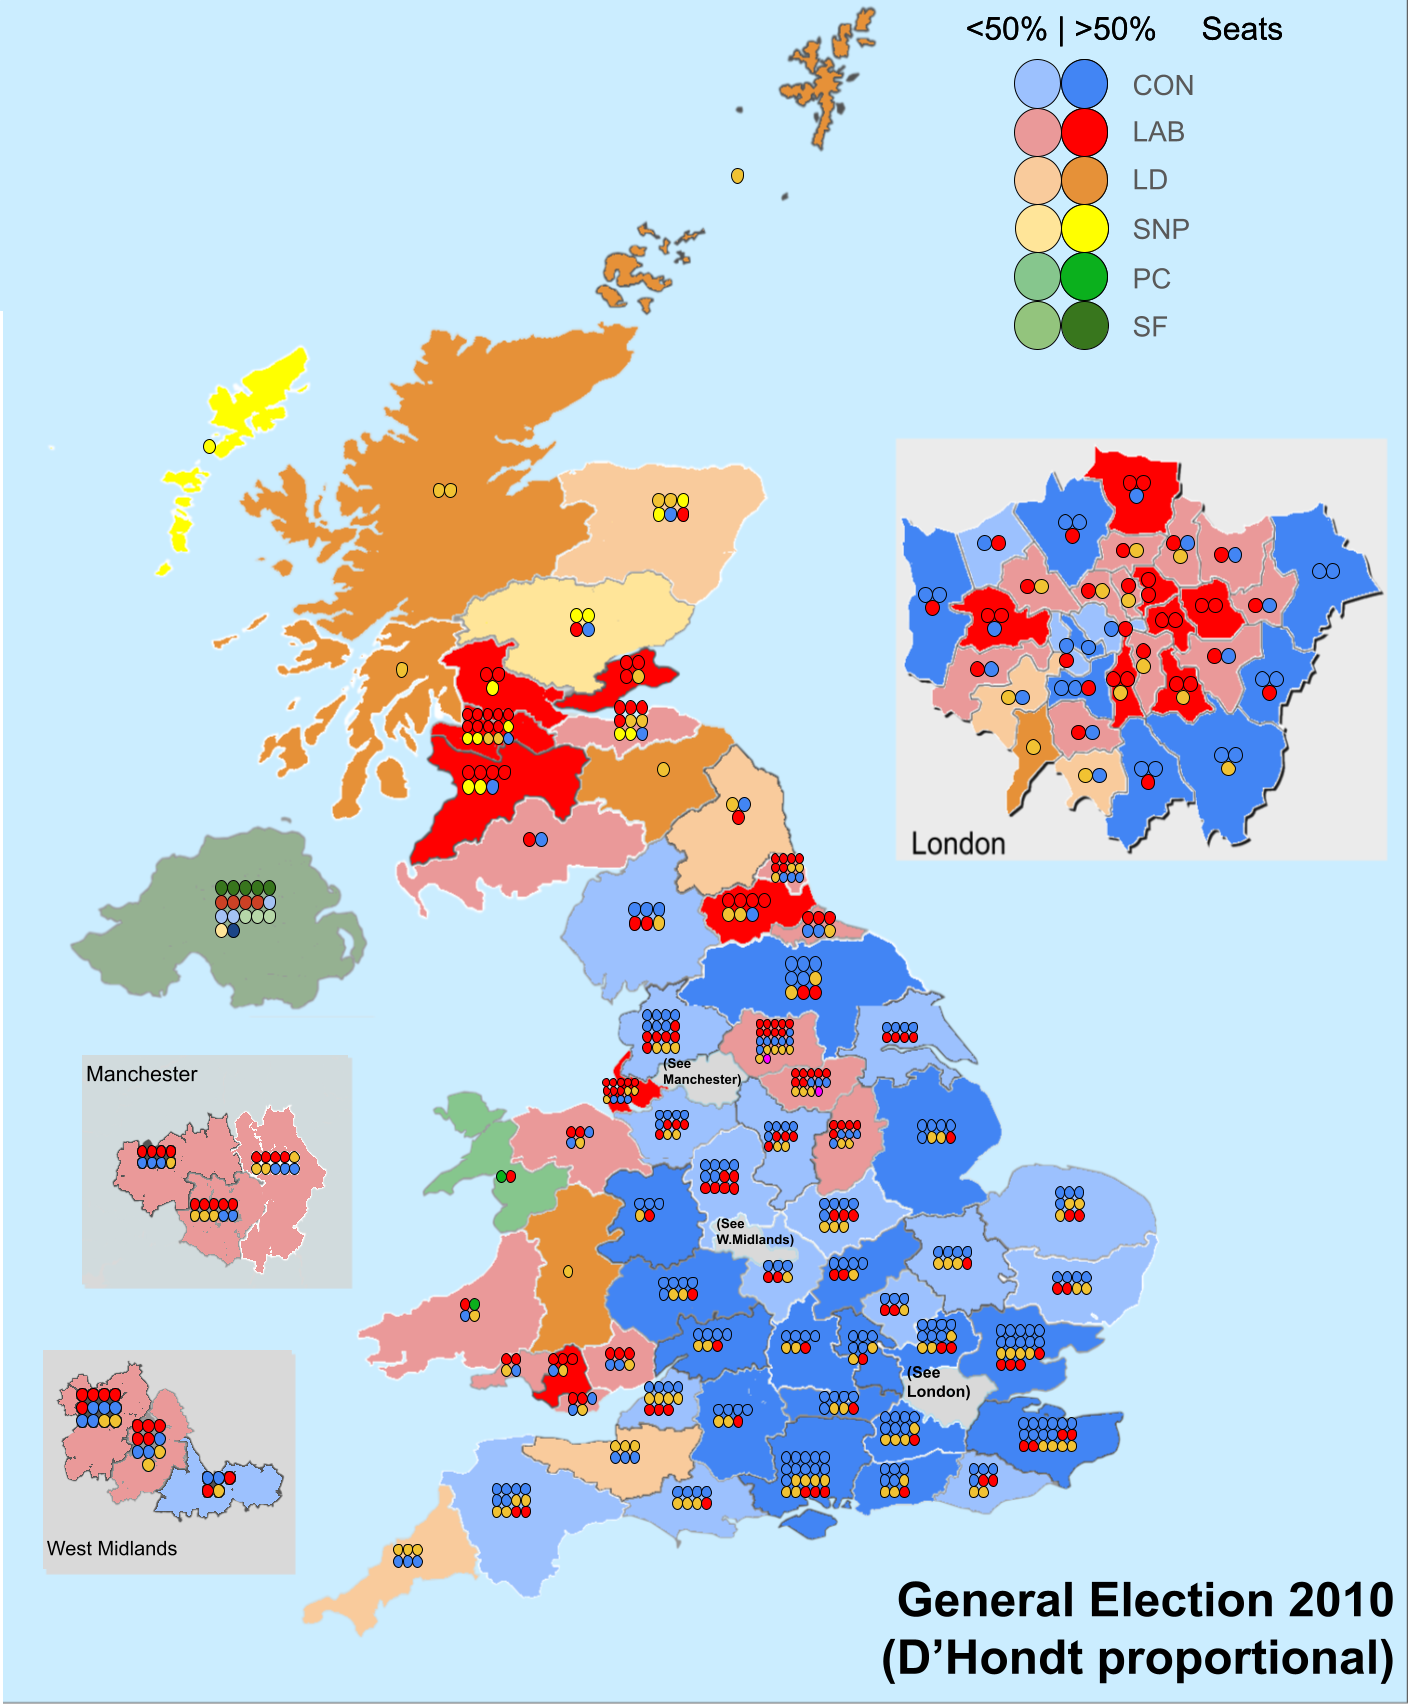 <50% | >50% Seats
CON
LAB
LD
SNP
PC
SF
London
(See
Manchester)
Manchester
(See
W.Midlands)
(See
London)
West Midlands
General Election 2010
(D’Hondt proportional)